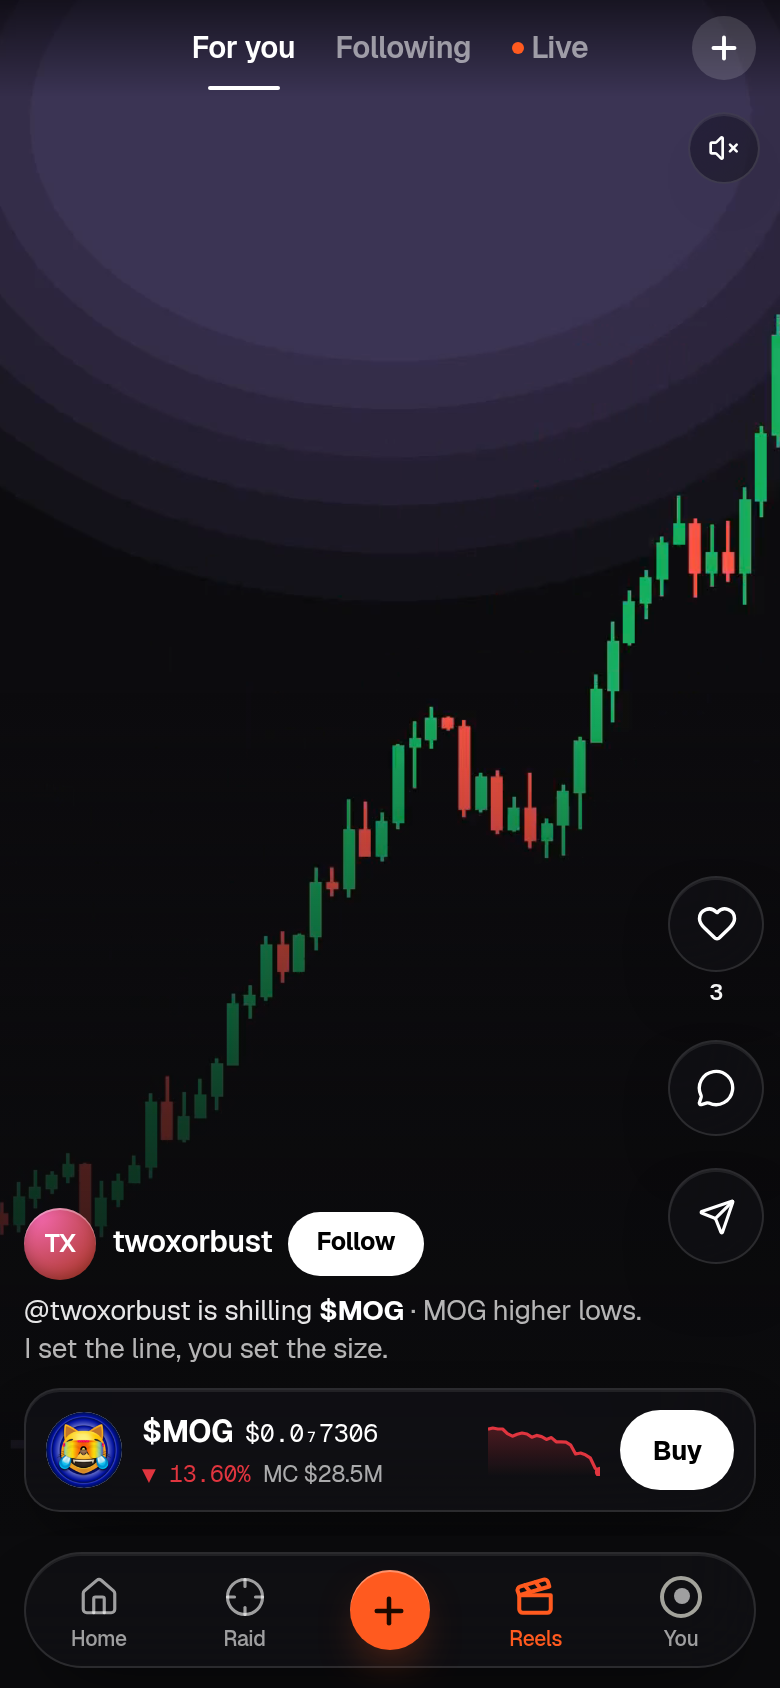 For you Following Live
3
TX twoxorbust Follow
@twoxorbust is shilling $MOG · MOG higher lows.
I set the line, you set the size.
$MOG $0.0₇7306
▼ 13.60% MC $28.5M
Buy
Home Raid Reels You